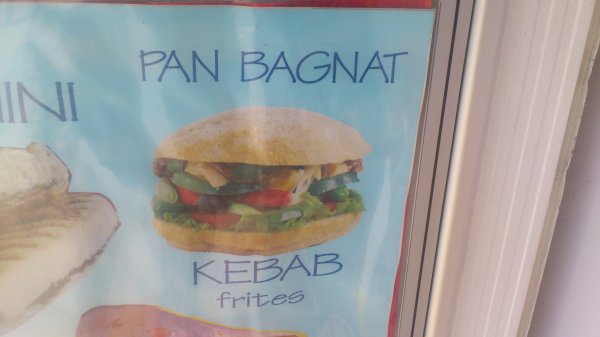 PAN BAGNAT
INI
KEBAB
frites